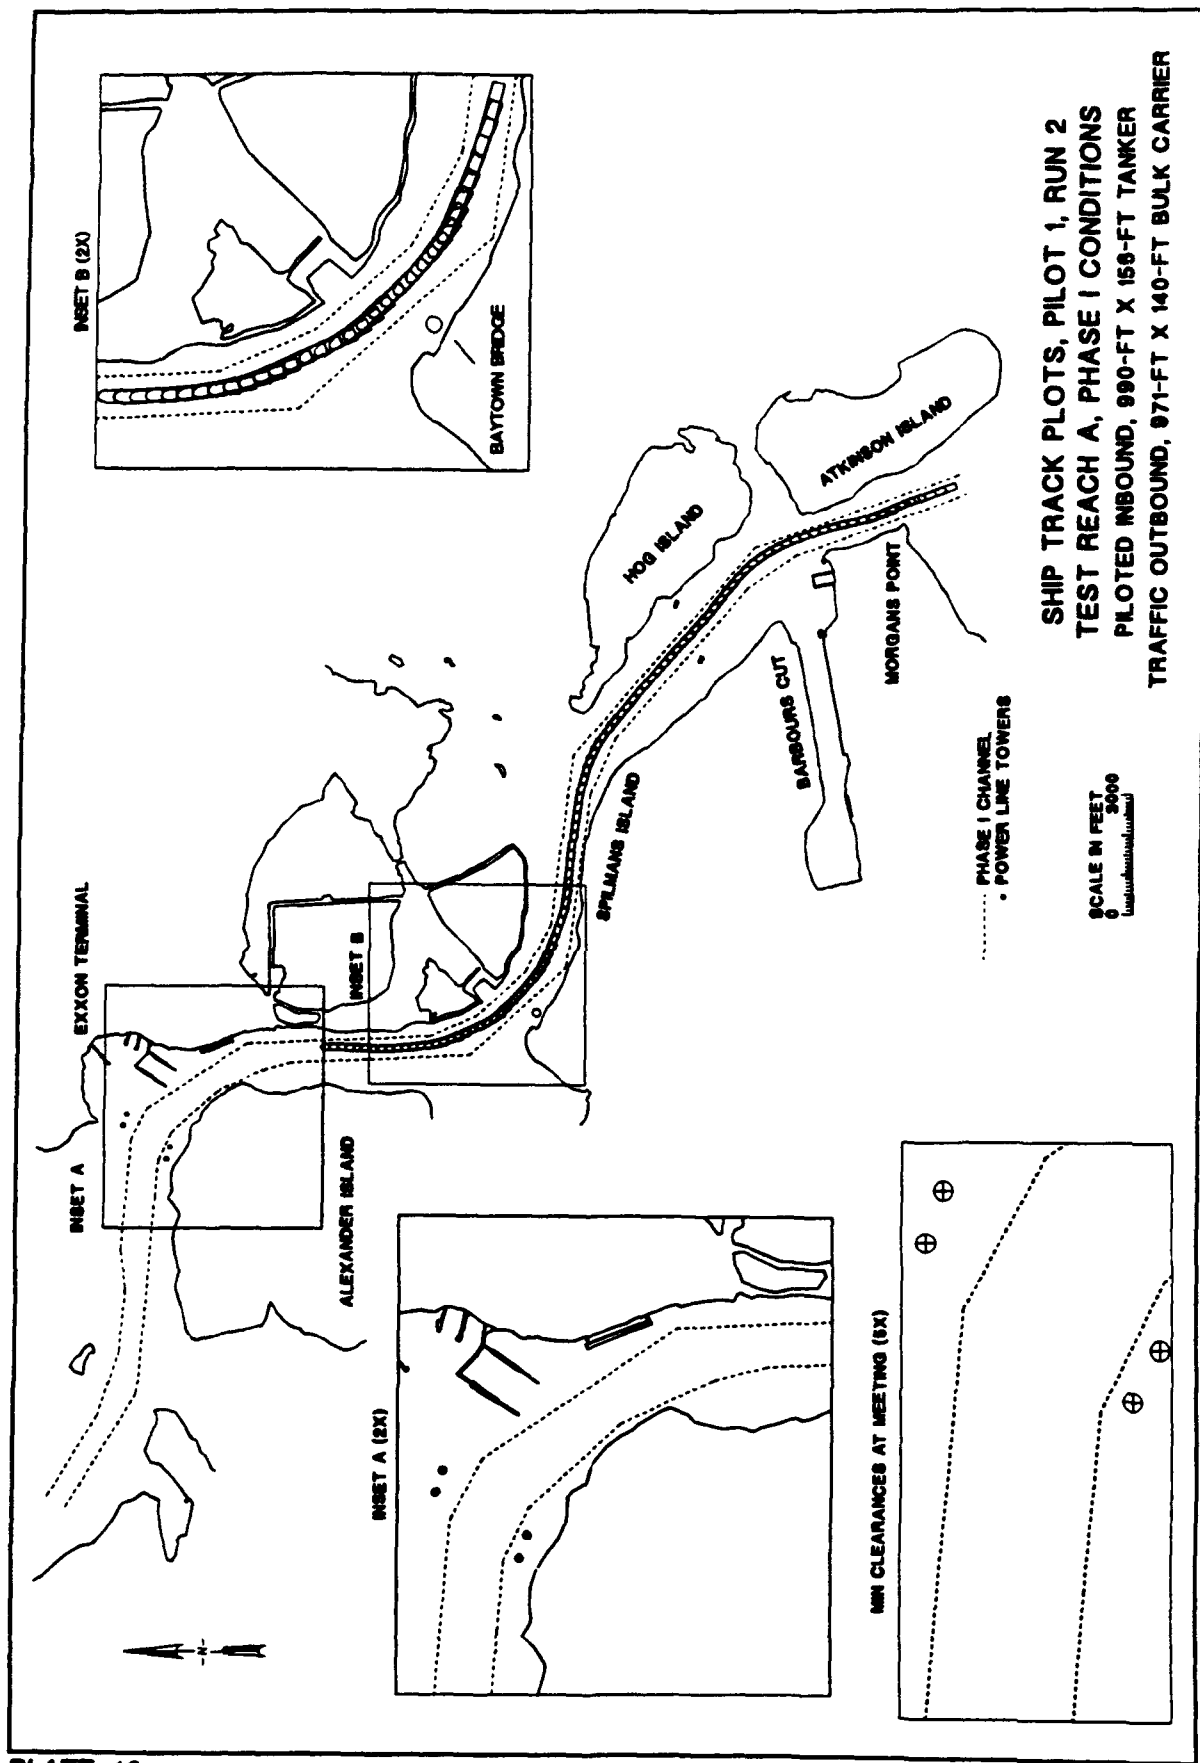 INSET A
EXXON TERMINAL
INSET B (2X)
INSET B
BAYTOWN BRIDGE
ALEXANDER ISLAND
INSET A (2X)
HOG ISLAND
SPILMANS ISLAND
ATKINSON ISLAND
BARBOURS CUT
MORGANS POINT
-N-
MIN CLEARANCES AT MEETING (5X)
PHASE I CHANNEL
POWER LINE TOWERS
SCALE IN FEET
0 3000
SHIP TRACK PLOTS, PILOT 1, RUN 2
TEST REACH A, PHASE I CONDITIONS
PILOTED INBOUND, 990-FT X 156-FT TANKER
TRAFFIC OUTBOUND, 971-FT X 140-FT BULK CARRIER